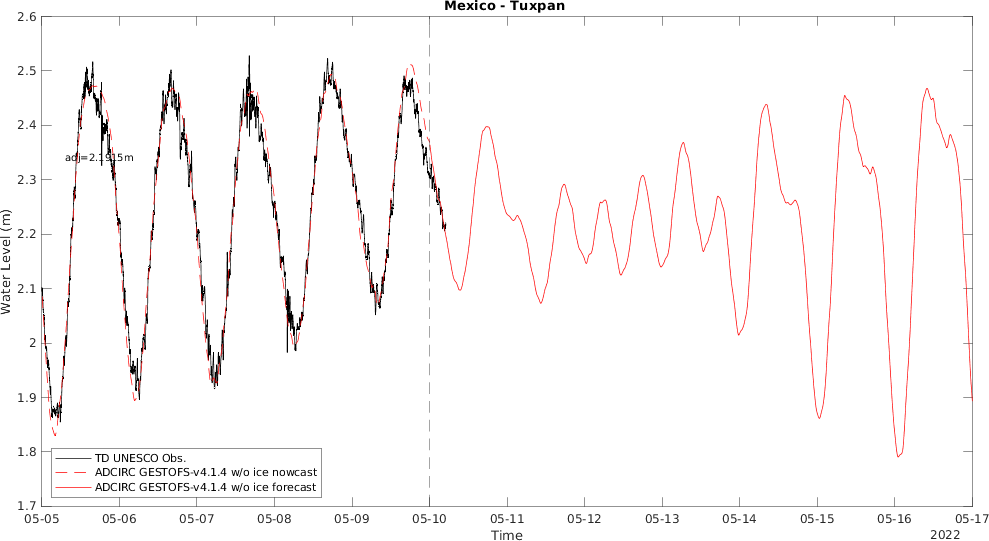 Mexico - Tuxpan
2.6
2.5
2.4
2.3
2.2
2.1
2
1.9
1.8
1.7
Water Level (m)
adj=2.1915m
TD UNESCO Obs.
ADCIRC GESTOFS-v4.1.4 w/o ice nowcast
ADCIRC GESTOFS-v4.1.4 w/o ice forecast
05-05 05-06 05-07 05-08 05-09 05-10 05-11 05-12 05-13 05-14 05-15 05-16 05-17
Time
2022